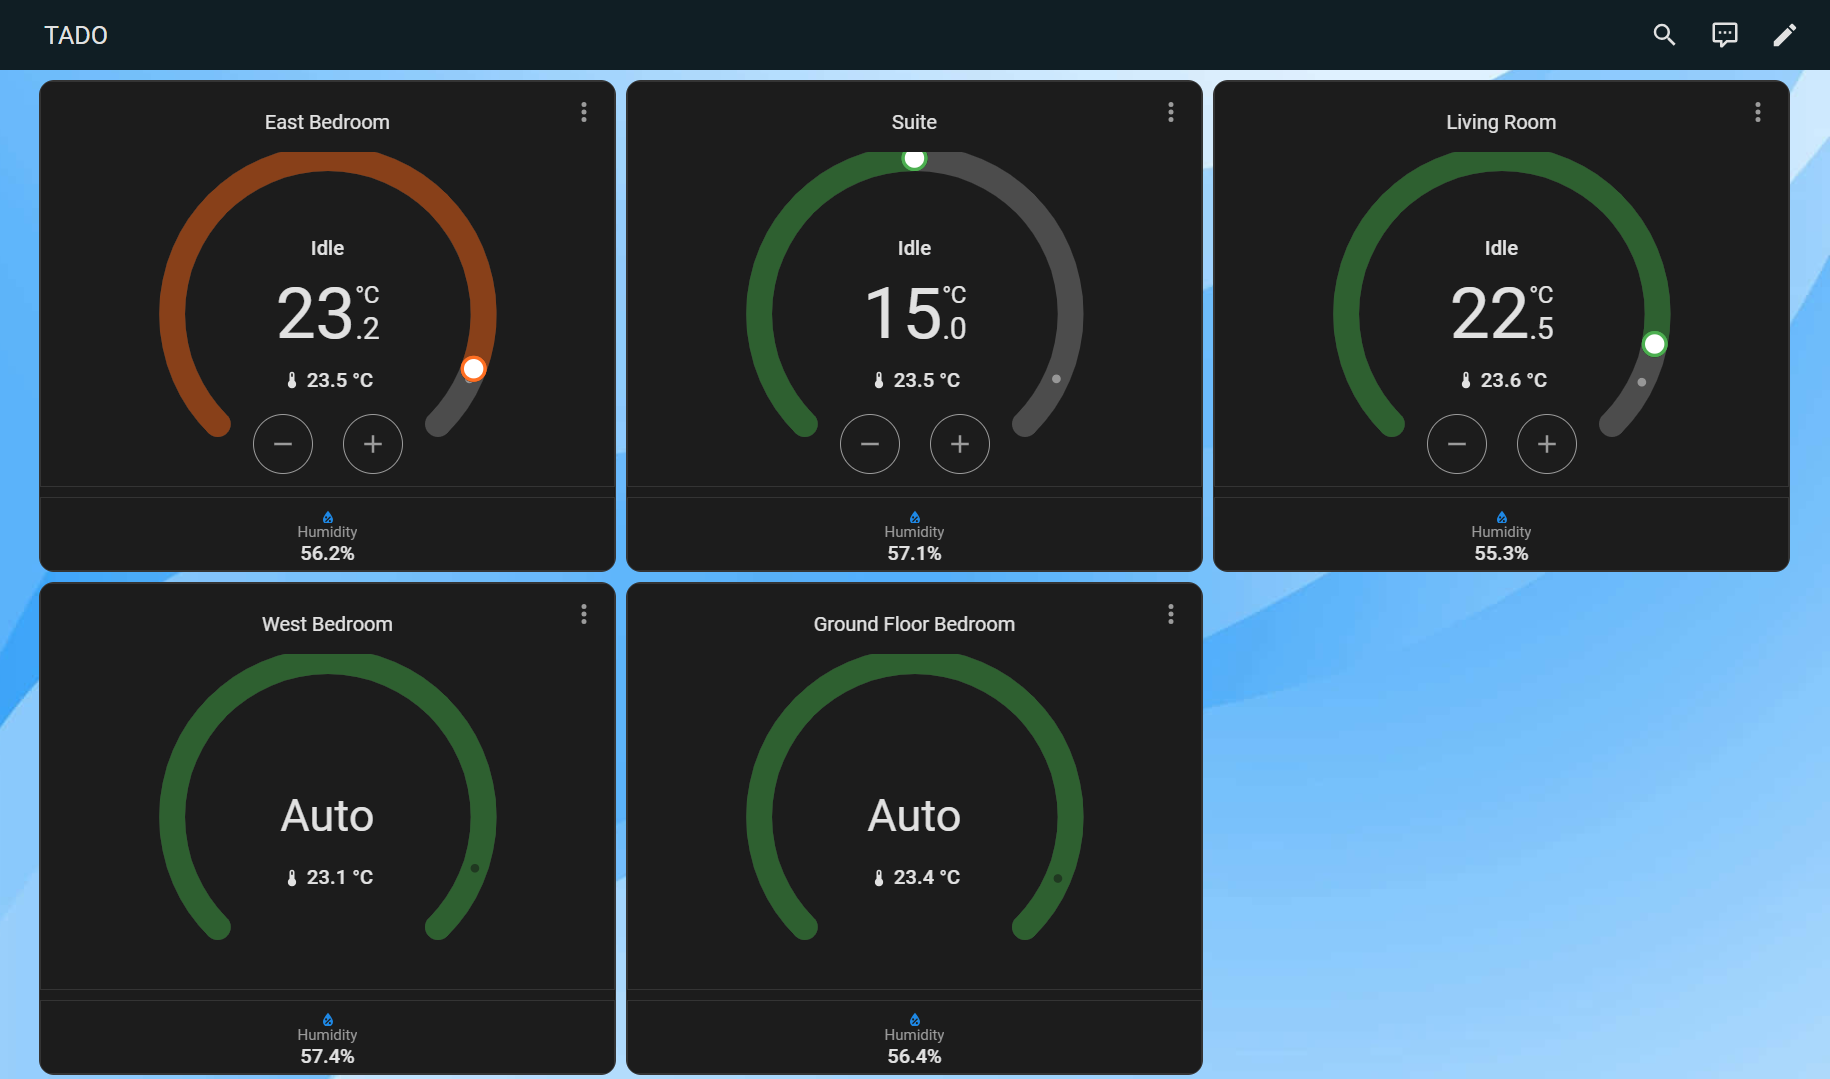 TADO
East Bedroom
Idle
23.2 °C
23.5 °C
Humidity
56.2%
Suite
Idle
15.0 °C
23.5 °C
Humidity
57.1%
Living Room
Idle
22.5 °C
23.6 °C
Humidity
55.3%
West Bedroom
Auto
23.1 °C
Humidity
57.4%
Ground Floor Bedroom
Auto
23.4 °C
Humidity
56.4%